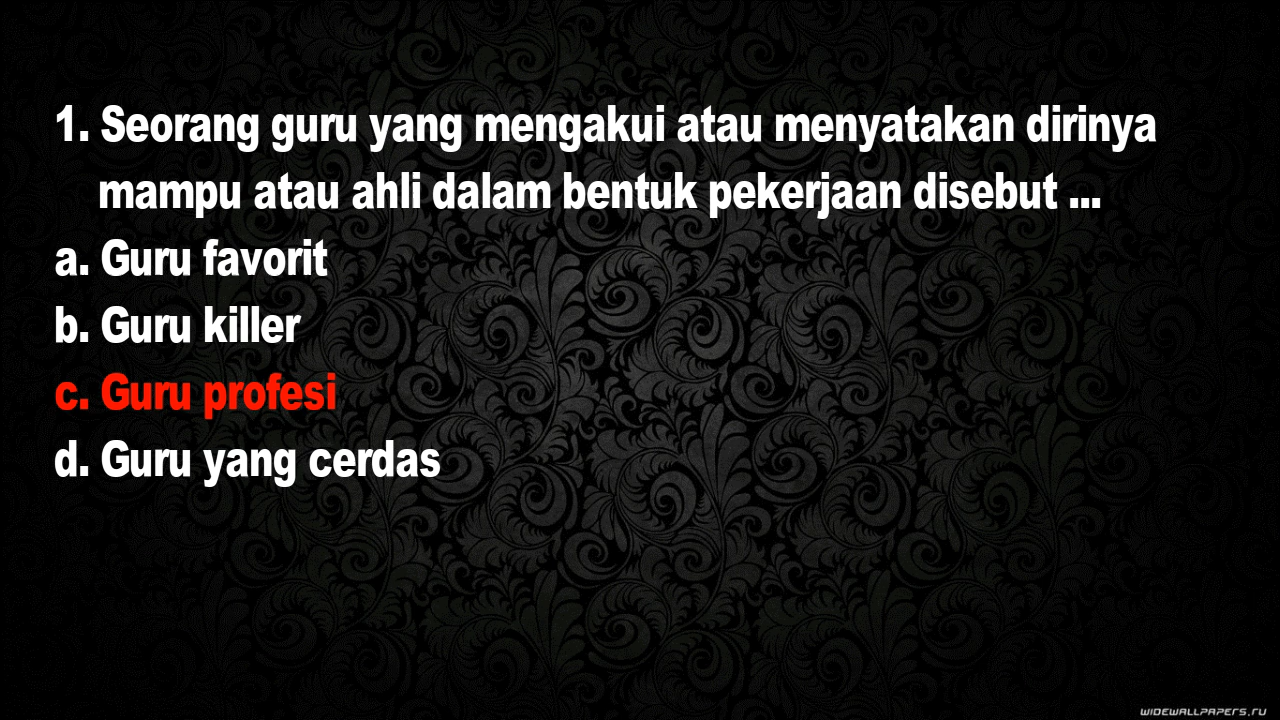 1. Seorang guru yang mengakui atau menyatakan dirinya
mampu atau ahli dalam bentuk pekerjaan disebut ...
a. Guru favorit
b. Guru killer
c. Guru profesi
d. Guru yang cerdas
WIDEWALLPAPERS.RU